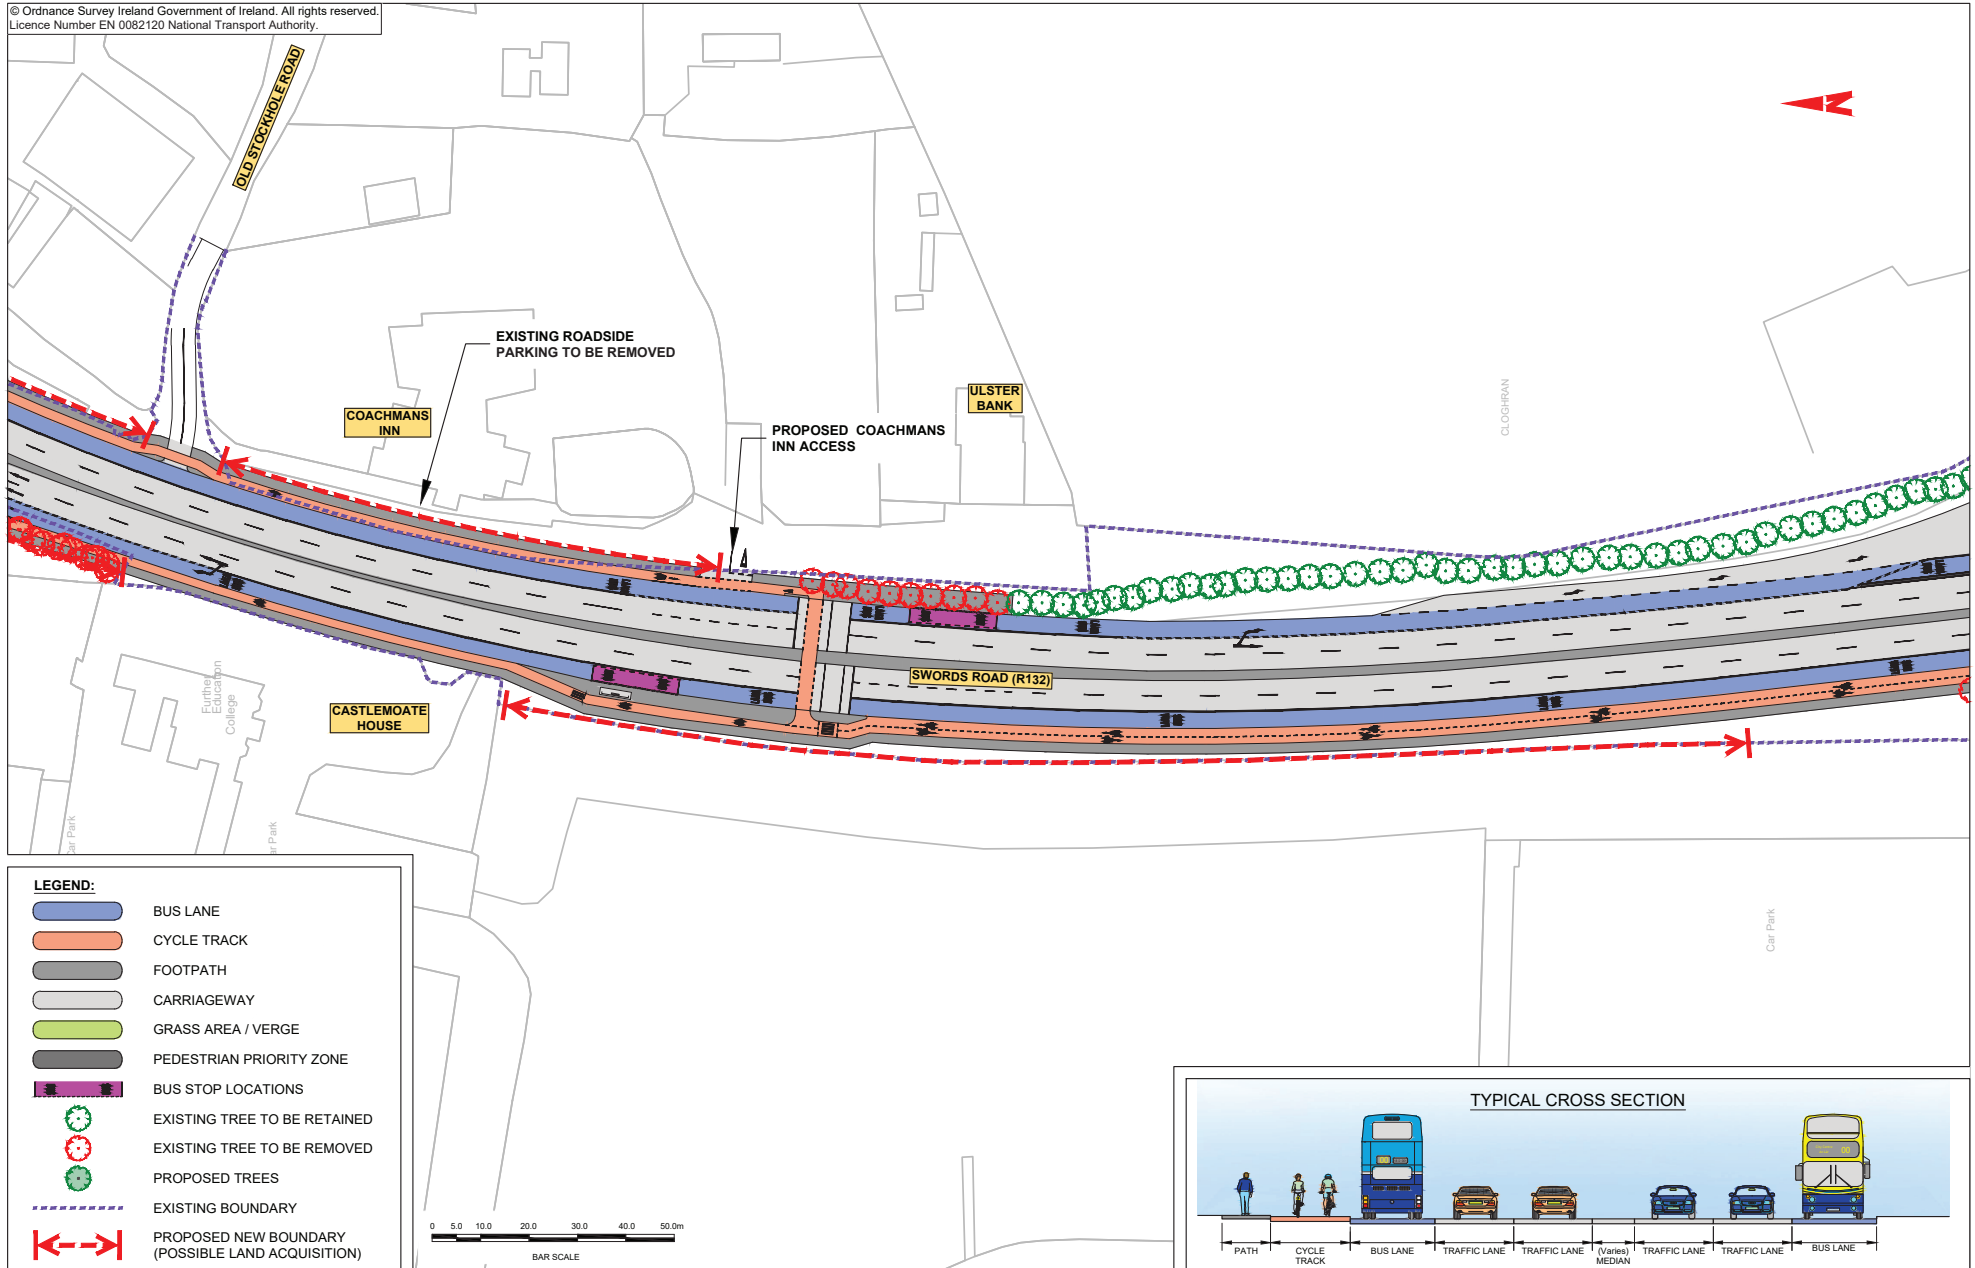 © Ordnance Survey Ireland Government of Ireland. All rights reserved.
Licence Number EN 0082120 National Transport Authority.
OLD STOCKHOLE ROAD
EXISTING ROADSIDE
PARKING TO BE REMOVED
COACHMANS
INN
ULSTER
BANK
PROPOSED COACHMANS
INN ACCESS
CLOGHRAN
SWORDS ROAD (R132)
Further
Education
College
CASTLEMOATE
HOUSE
Car Park
ar Park
Car Park
LEGEND:
BUS LANE
CYCLE TRACK
FOOTPATH
CARRIAGEWAY
GRASS AREA / VERGE
PEDESTRIAN PRIORITY ZONE
BUS STOP LOCATIONS
EXISTING TREE TO BE RETAINED
EXISTING TREE TO BE REMOVED
PROPOSED TREES
EXISTING BOUNDARY
PROPOSED NEW BOUNDARY
(POSSIBLE LAND ACQUISITION)
0 5.0 10.0 20.0 30.0 40.0 50.0m
BAR SCALE
TYPICAL CROSS SECTION
PATH
CYCLE
TRACK
BUS LANE
TRAFFIC LANE
TRAFFIC LANE
(Varies)
MEDIAN
TRAFFIC LANE
TRAFFIC LANE
BUS LANE